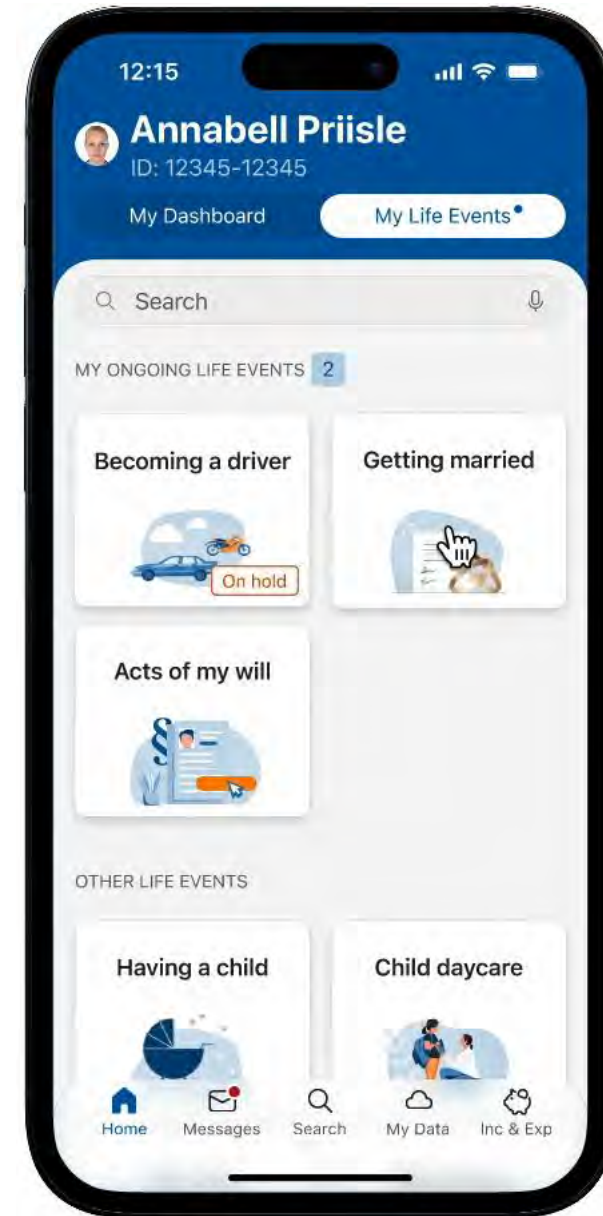 12:15
Annabell Priisle
ID: 12345-12345
My Dashboard
My Life Events
Search
MY ONGOING LIFE EVENTS 2
Becoming a driver
Getting married
On hold
Acts of my will
§
OTHER LIFE EVENTS
Having a child
Child daycare
Home
Messages
Search
My Data
Inc & Exp